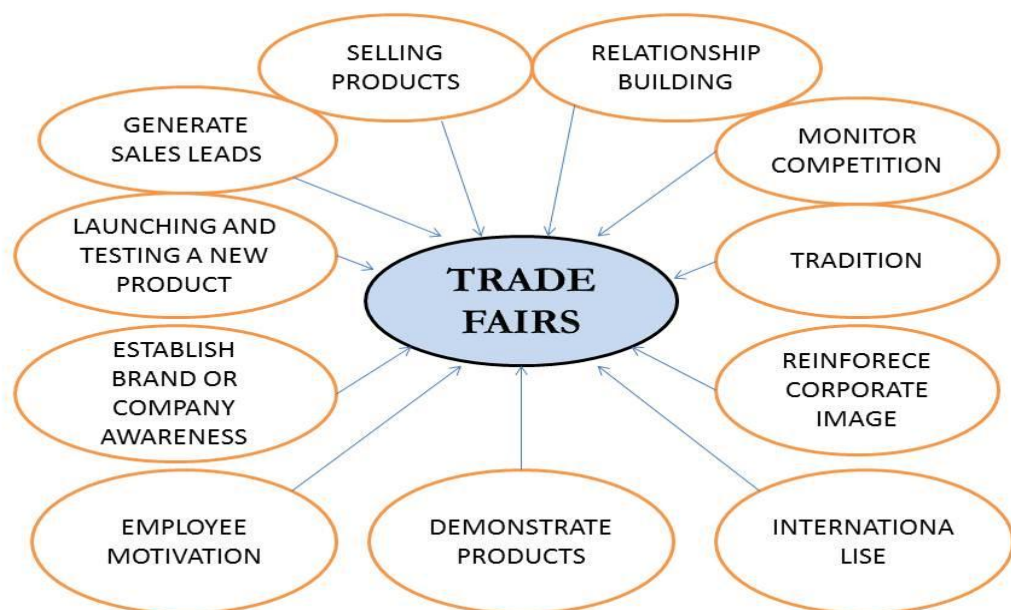 SELLING
PRODUCTS
RELATIONSHIP
BUILDING
GENERATE
SALES LEADS
MONITOR
COMPETITION
LAUNCHING AND
TESTING A NEW
PRODUCT
TRADE
FAIRS
TRADITION
ESTABLISH
BRAND OR
COMPANY
AWARENESS
REINFORECE
CORPORATE
IMAGE
EMPLOYEE
MOTIVATION
DEMONSTRATE
PRODUCTS
INTERNATIONA
LISE